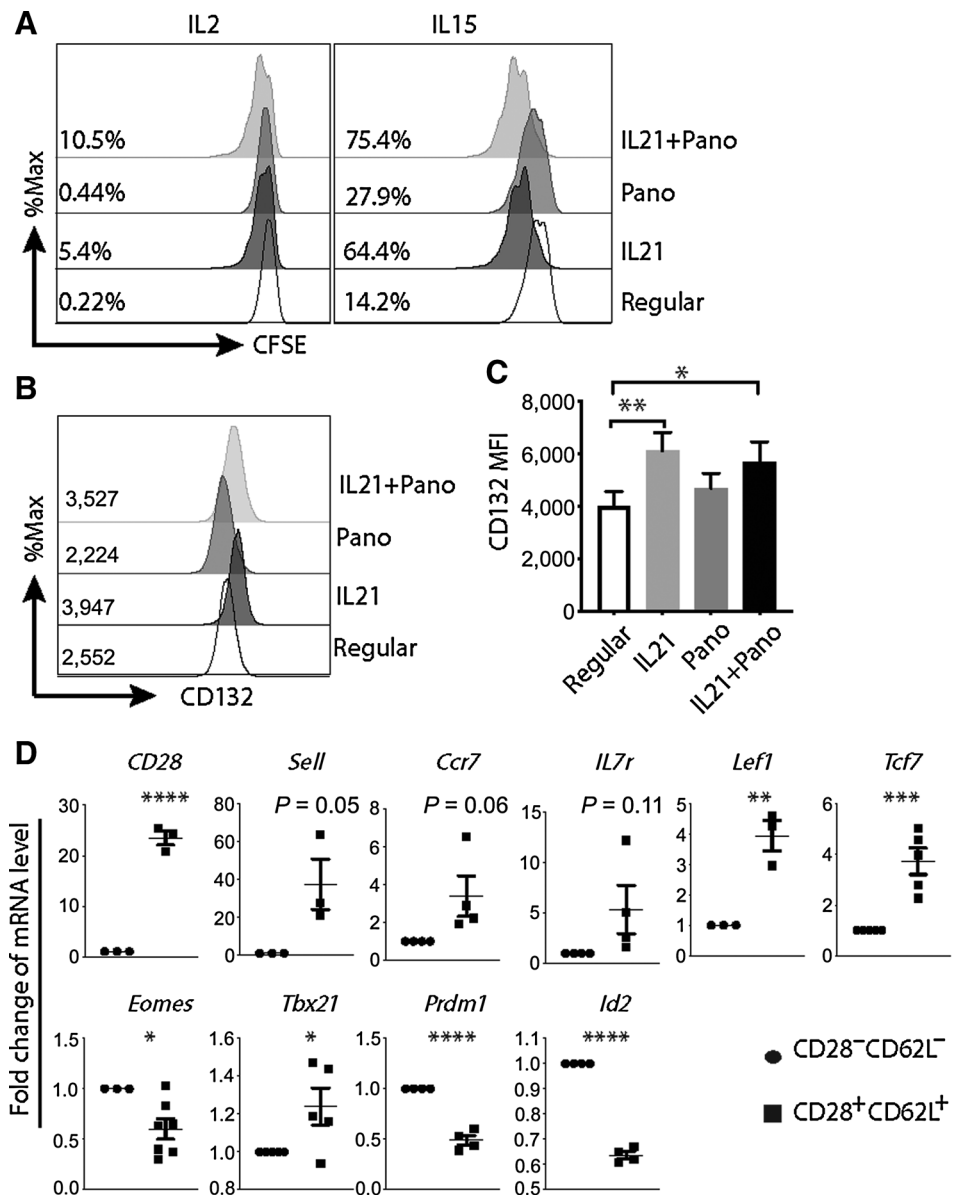 A
IL2 IL15
10.5% 75.4% IL21+Pano
0.44% 27.9% Pano
5.4% 64.4% IL21
0.22% 14.2% Regular
%Max
CFSE
B
3,527 IL21+Pano
2,224 Pano
3,947 IL21
2,552 Regular
%Max
CD132
C
*
**
8,000
6,000
4,000
2,000
0
CD132 MFI
Regular IL21 Pano IL21+Pano
D
Fold change of mRNA level
CD28 Sell Ccr7 IL7r Lef1 Tcf7
**** P = 0.05 P = 0.06 P = 0.11 ** ***
30 80 8 15 5 6
20 60 6 10 4 4
10 40 4 5 3 2
0 20 2 0 2 0
0 0 1
0
Eomes Tbx21 Prdm1 Id2
* * **** ****
1.5 1.6 1.5 1.1
1.0 1.4 1.0 1.0
0.5 1.2 0.5 0.9
0.0 1.0 0.0 0.8
0.8 0.7
0.6
0.5
CD28⁻CD62L⁻
CD28⁺CD62L⁺